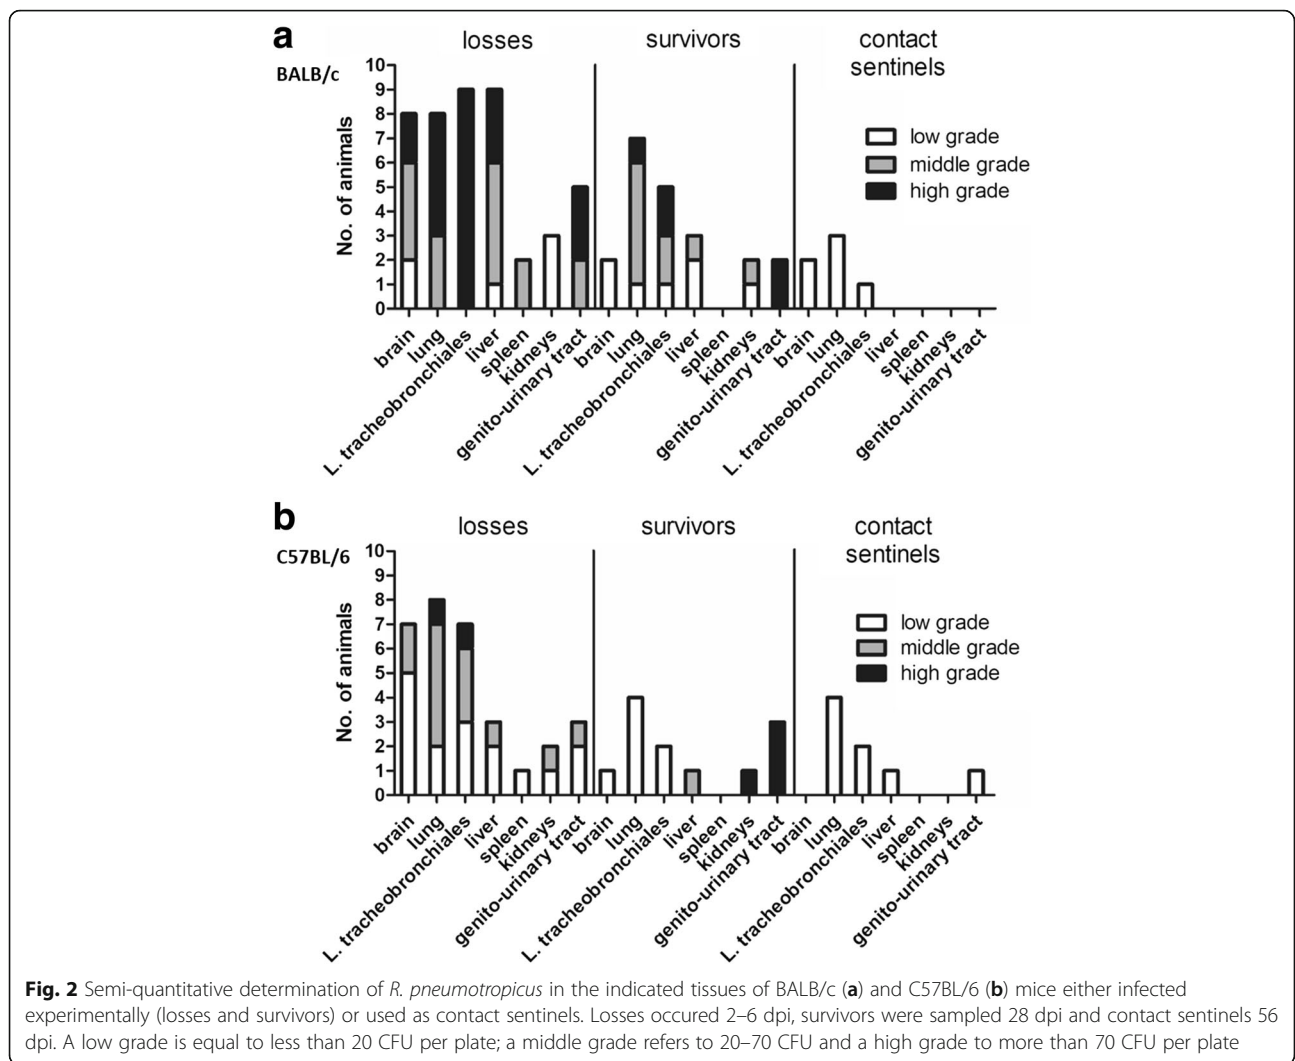 a
losses
survivors
contact
sentinels
BALB/c
10
9
8
7
6
5
4
3
2
1
0
No. of animals
low grade
middle grade
high grade
brain
lung
L. tracheobronchiales
liver
spleen
kidneys
genito-urinary tract
brain
lung
L. tracheobronchiales
liver
spleen
kidneys
genito-urinary tract
brain
lung
L. tracheobronchiales
liver
spleen
kidneys
genito-urinary tract
b
losses
survivors
contact
sentinels
C57BL/6
10
9
8
7
6
5
4
3
2
1
0
No. of animals
low grade
middle grade
high grade
brain
lung
L. tracheobronchiales
liver
spleen
kidneys
genito-urinary tract
brain
lung
L. tracheobronchiales
liver
spleen
kidneys
genito-urinary tract
brain
lung
L. tracheobronchiales
liver
spleen
kidneys
genito-urinary tract
Fig. 2 Semi-quantitative determination of R. pneumotropicus in the indicated tissues of BALB/c (a) and C57BL/6 (b) mice either infected
experimentally (losses and survivors) or used as contact sentinels. Losses occured 2–6 dpi, survivors were sampled 28 dpi and contact sentinels 56
dpi. A low grade is equal to less than 20 CFU per plate; a middle grade refers to 20–70 CFU and a high grade to more than 70 CFU per plate